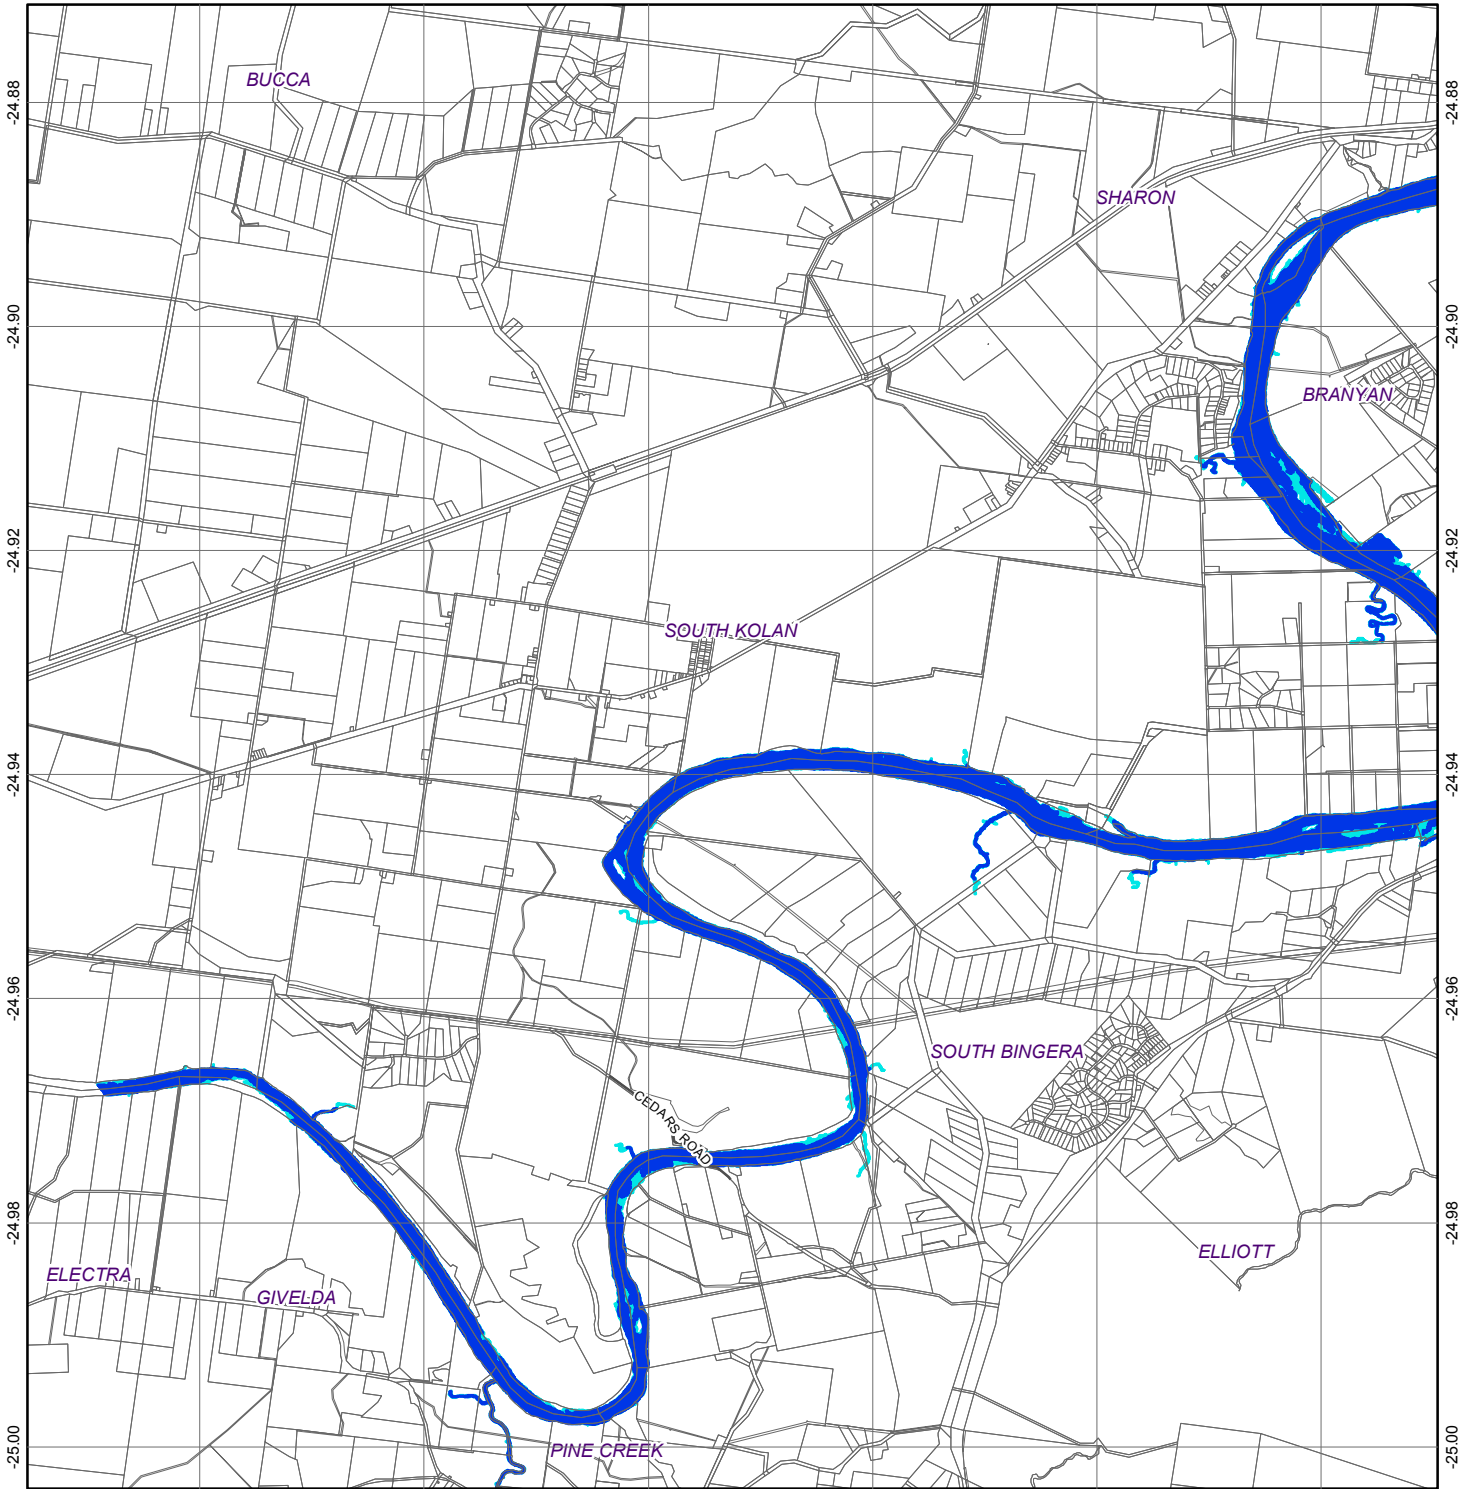 BUCCA
-24.88
-24.88
SHARON
-24.90
-24.90
BRANYAN
-24.92
-24.92
SOUTH KOLAN
-24.94
-24.94
-24.96
-24.96
SOUTH BINGERA
CEDARS ROAD
-24.98
-24.98
ELLIOTT
ELECTRA
GIVELDA
-25.00
-25.00
PINE CREEK